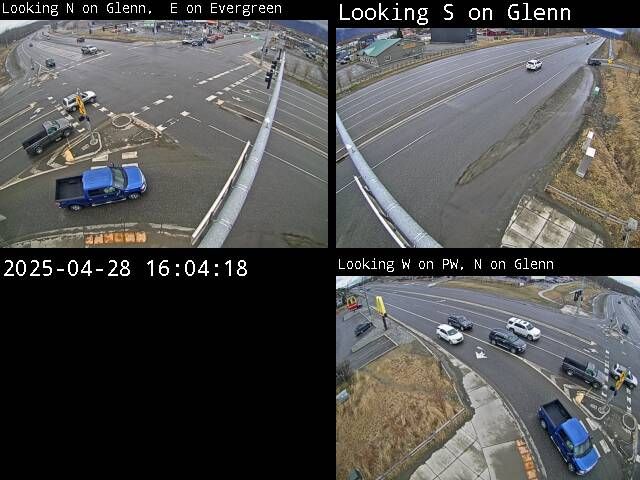 Looking N on Glenn, E on Evergreen
Looking S on Glenn
2025-04-28 16:04:18
Looking W on PW, N on Glenn